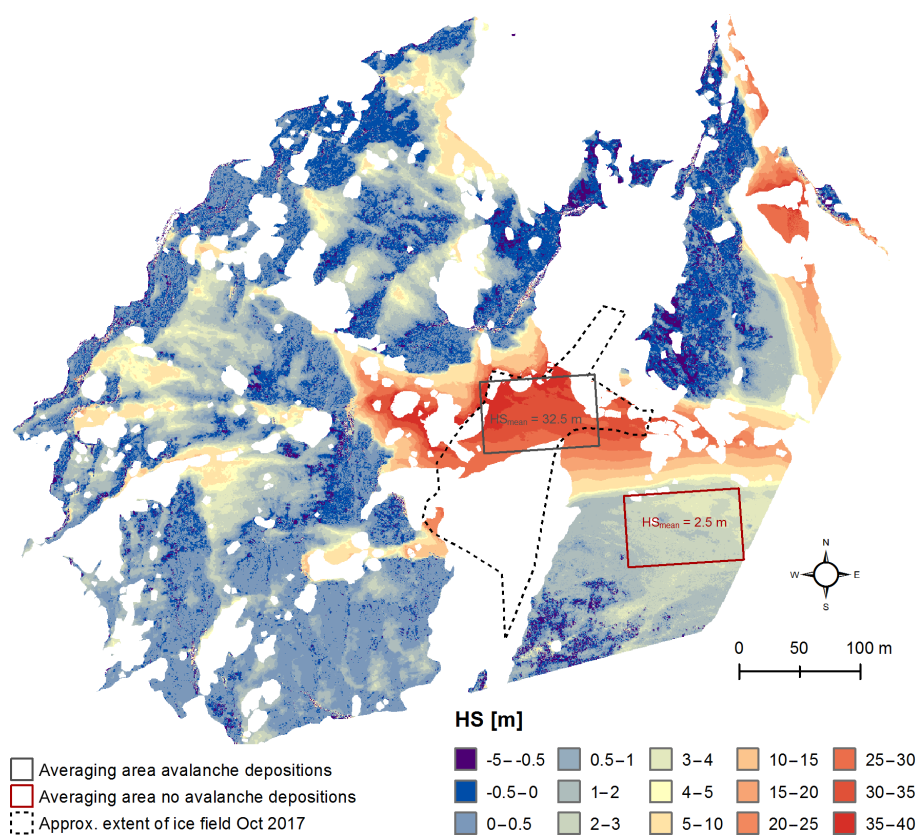 HSmean = 32.5 m
HSmean = 2.5 m
N
W E
S
0 50 100 m
HS [m]
-5 – -0.5 0.5 – 1 3 – 4 10 – 15 25 – 30
-0.5 – 0 1 – 2 4 – 5 15 – 20 30 – 35
0 – 0.5 2 – 3 5 – 10 20 – 25 35 – 40
Averaging area avalanche depositions
Averaging area no avalanche depositions
Approx. extent of ice field Oct 2017